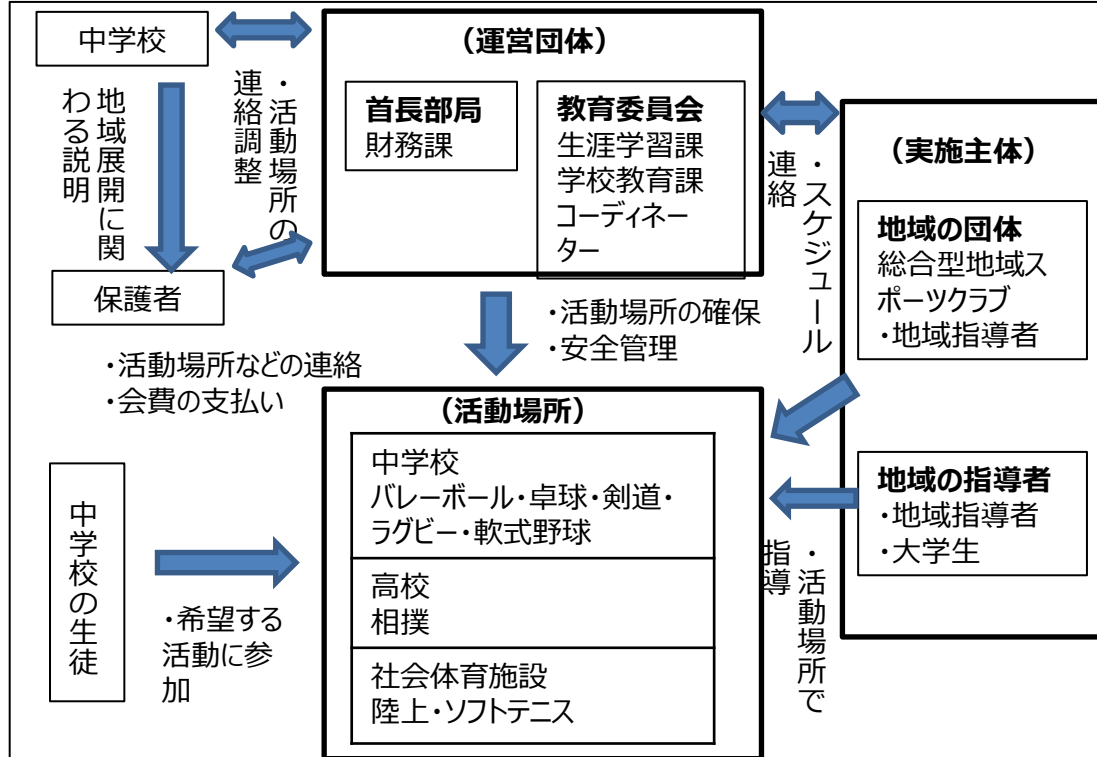 中学校
地域展開に関
わる説明
保護者
・活動場所の
連絡調整
（運営団体）
首長部局
財務課
教育委員会
生涯学習課
学校教育課
コーディネー
ター
・スケジュール
連絡
（実施主体）
地域の団体
総合型地域ス
ポーツクラブ
・地域指導者
地域の指導者
・地域指導者
・大学生
・活動場所の確保
・安全管理
・活動場所などの連絡
・会費の支払い
（活動場所）
中学校
バレーボール・卓球・剣道・
ラグビー・軟式野球
高校
相撲
社会体育施設
陸上・ソフトテニス
・活動場所で
指導
中学校の生徒
・希望する
活動に参
加